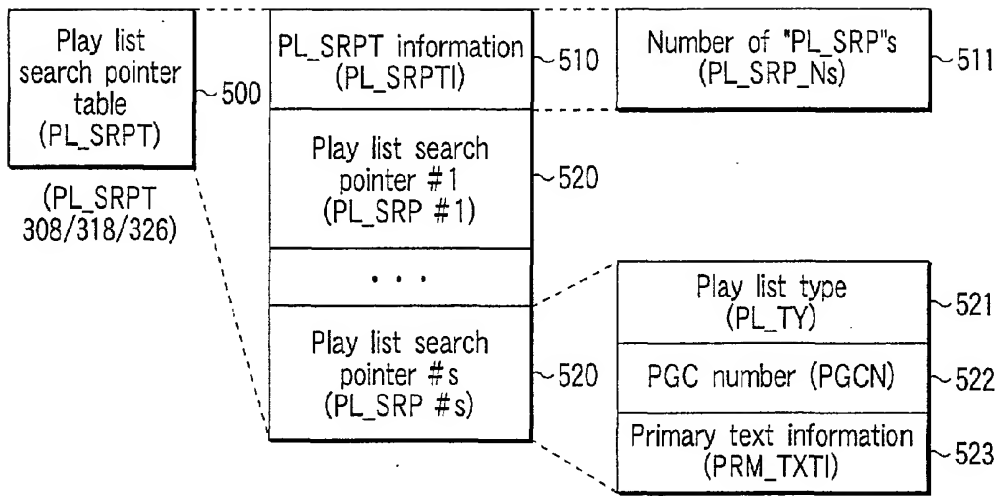 Play list
search pointer
table
(PL_SRPT)
500
(PL_SRPT
308/318/326)
PL_SRPT information
(PL_SRPTI)
510
Play list search
pointer #1
(PL_SRP #1)
520
. . .
Play list search
pointer #s
(PL_SRP #s)
520
Number of "PL_SRP"s
(PL_SRP_Ns)
511
Play list type
(PL_TY)
521
PGC number (PGCN)
522
Primary text information
(PRM_TXTI)
523